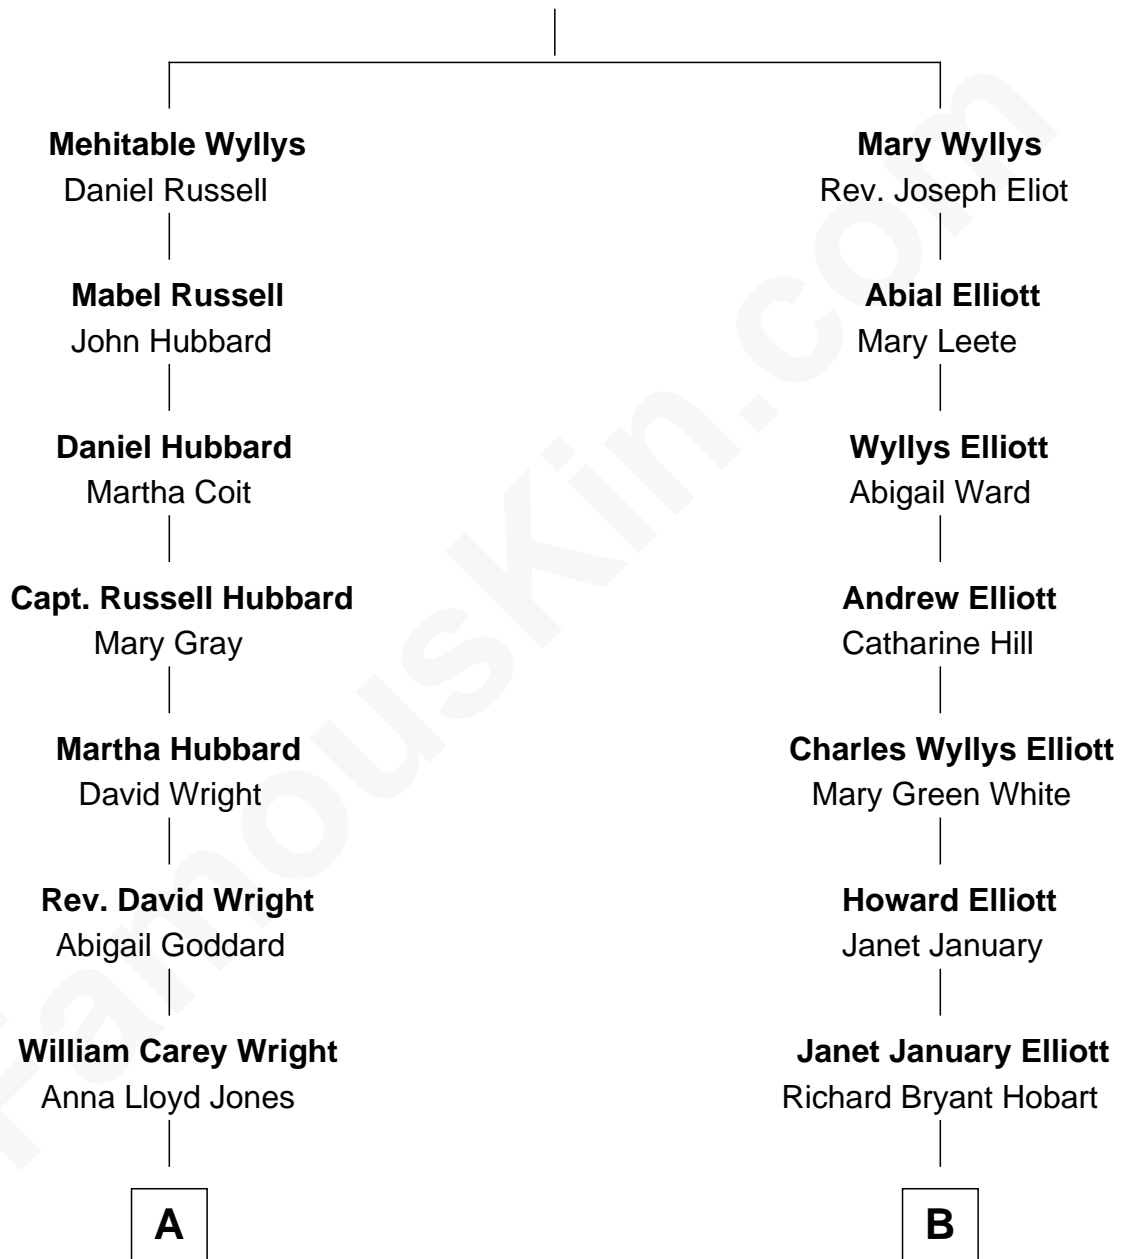 Mehitable Wyllys
Daniel Russell
Mary Wyllys
Rev. Joseph Eliot
Mabel Russell
John Hubbard
Abial Elliott
Mary Leete
Daniel Hubbard
Martha Coit
Wyllys Elliott
Abigail Ward
Capt. Russell Hubbard
Mary Gray
Andrew Elliott
Catharine Hill
Martha Hubbard
David Wright
Charles Wyllys Elliott
Mary Green White
Rev. David Wright
Abigail Goddard
Howard Elliott
Janet January
William Carey Wright
Anna Lloyd Jones
Janet January Elliott
Richard Bryant Hobart
A
B
FamousKin.com